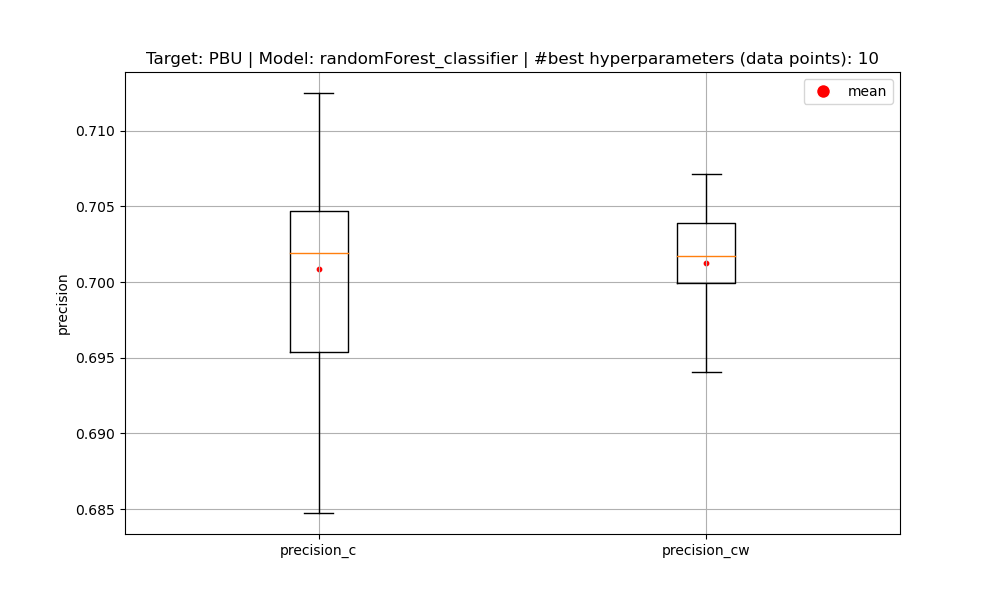 Target: PBU | Model: randomForest_classifier | #best hyperparameters (data points): 10
mean
0.710
0.705
0.700
0.695
0.690
0.685
precision
precision_c
precision_cw